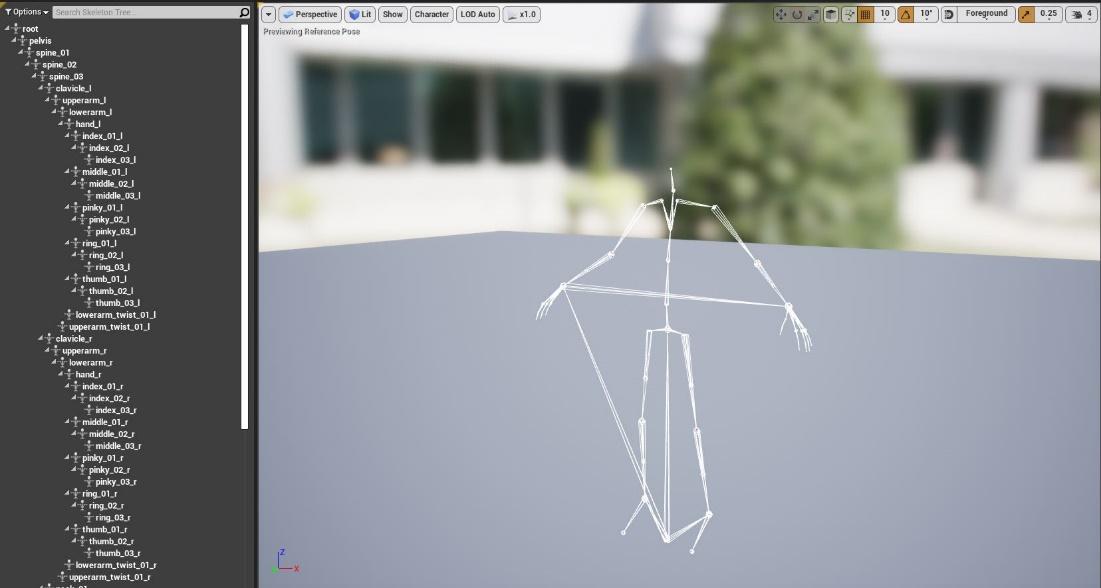 Options
Search Skeleton Tree...
root
pelvis
spine_01
spine_02
spine_03
clavicle_l
upperarm_l
lowerarm_l
hand_l
index_01_l
index_02_l
index_03_l
middle_01_l
middle_02_l
middle_03_l
pinky_01_l
pinky_02_l
pinky_03_l
ring_01_l
ring_02_l
ring_03_l
thumb_01_l
thumb_02_l
thumb_03_l
lowerarm_twist_01_l
upperarm_twist_01_l
clavicle_r
upperarm_r
lowerarm_r
hand_r
index_01_r
index_02_r
index_03_r
middle_01_r
middle_02_r
middle_03_r
pinky_01_r
pinky_02_r
pinky_03_r
ring_01_r
ring_02_r
ring_03_r
thumb_01_r
thumb_02_r
thumb_03_r
lowerarm_twist_01_r
upperarm_twist_01_r
Perspective Lit Show Character LOD Auto x1.0 10 10° Foreground 0.25 4
Previewing Reference Pose
Z
X